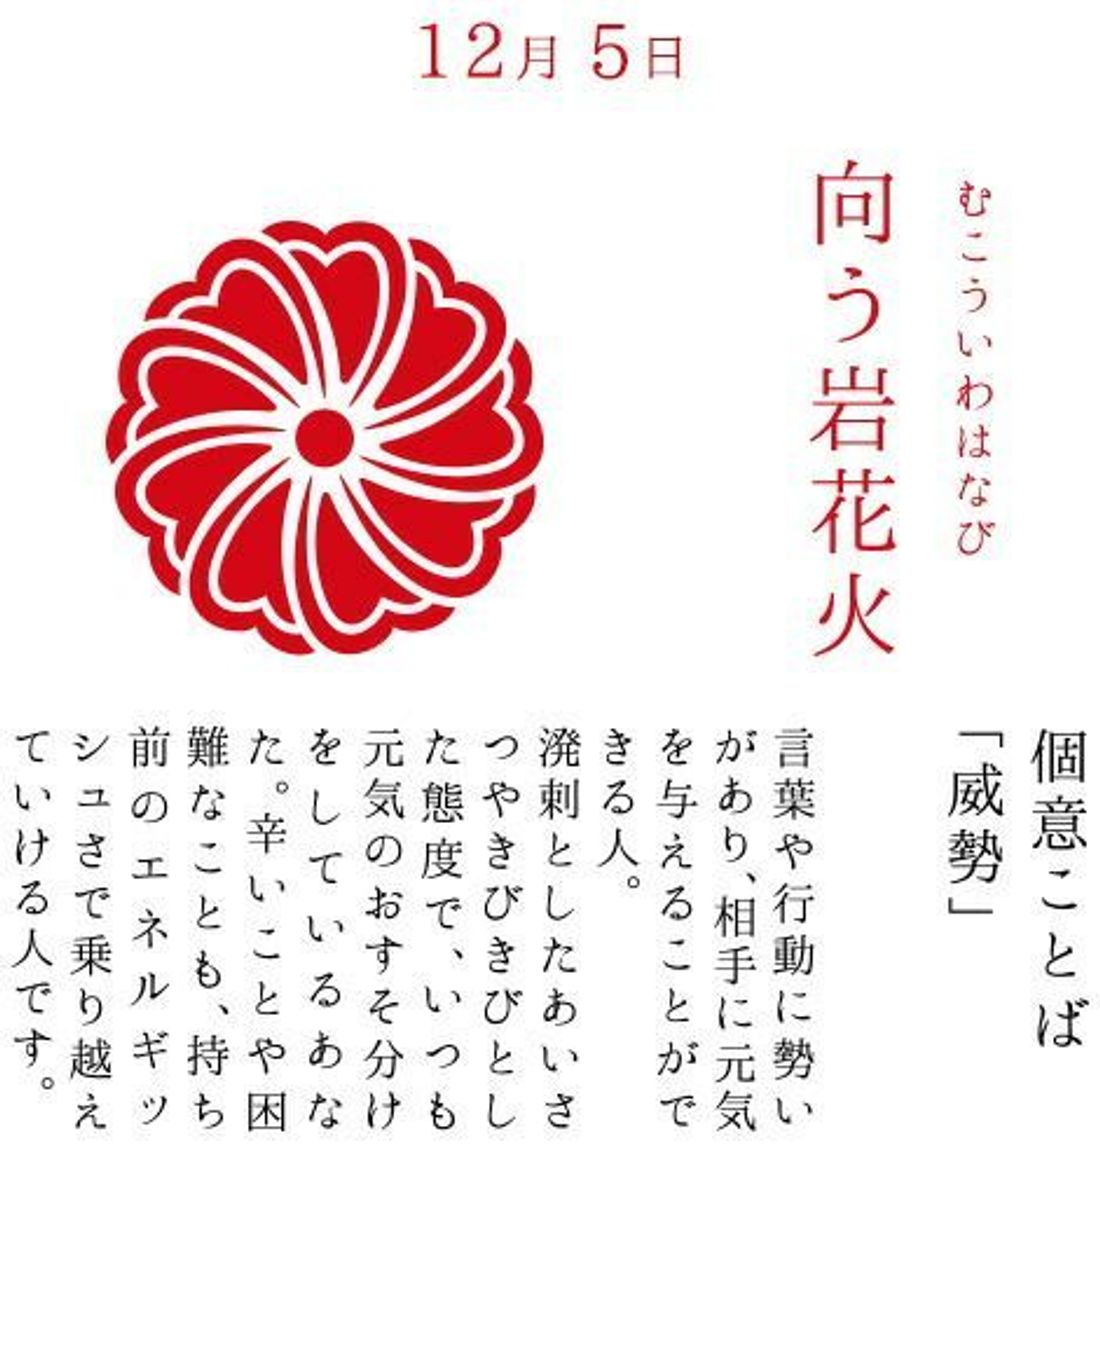 12月5日
むこういわはなび
向う岩花火
個意ことば
「威勢」
言葉や行動に勢い
があり、相手に元気
を与えることがで
きる人。
溌剌としたあいさ
つやきびきびとし
た態度で、いつも
元気のおすそ分け
をしているあな
た。辛いことや困
難なことも、持ち
前のエネルギッ
シュさで乗り越え
ていける人です。